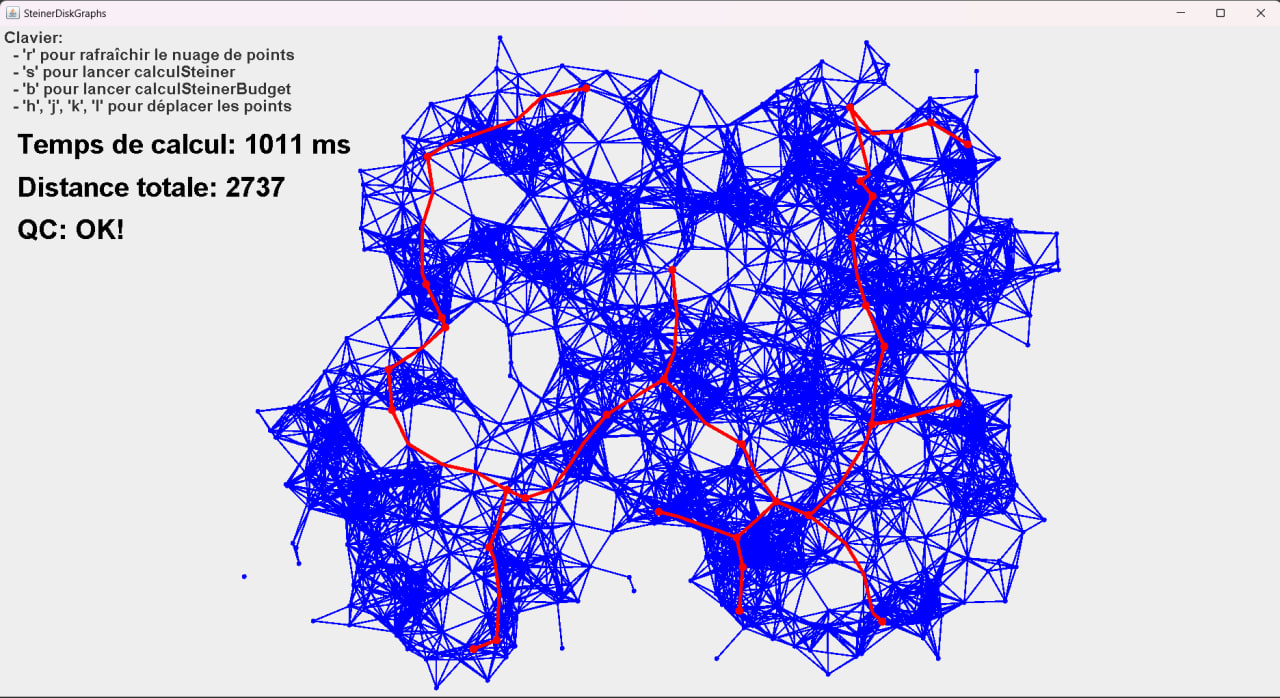 SteinerDiskGraphs
Clavier:
- 'r' pour rafraîchir le nuage de points
- 's' pour lancer calculSteiner
- 'b' pour lancer calculSteinerBudget
- 'h', 'j', 'k', 'l' pour déplacer les points
Temps de calcul: 1011 ms
Distance totale: 2737
QC: OK!